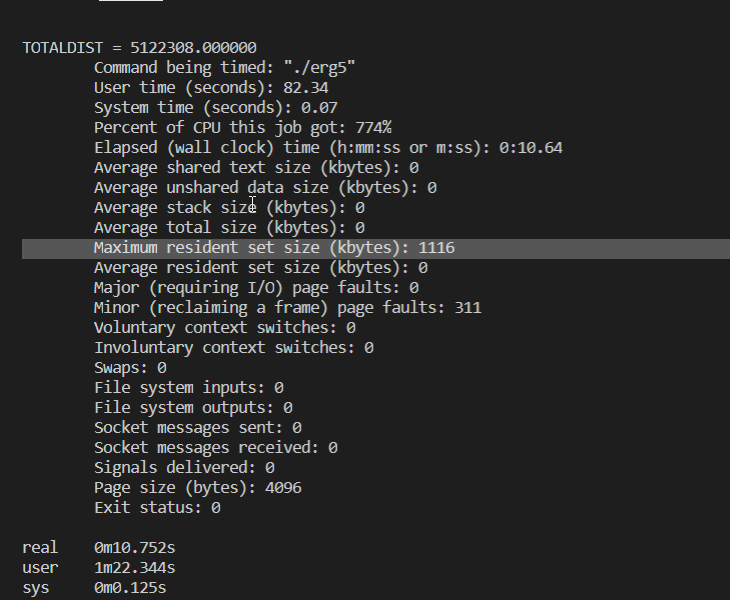 TOTALDIST = 5122308.000000
Command being timed: "./erg5"
User time (seconds): 82.34
System time (seconds): 0.07
Percent of CPU this job got: 774%
Elapsed (wall clock) time (h:mm:ss or m:ss): 0:10.64
Average shared text size (kbytes): 0
Average unshared data size (kbytes): 0
Average stack size (kbytes): 0
Average total size (kbytes): 0
Maximum resident set size (kbytes): 1116
Average resident set size (kbytes): 0
Major (requiring I/O) page faults: 0
Minor (reclaiming a frame) page faults: 311
Voluntary context switches: 0
Involuntary context switches: 0
Swaps: 0
File system inputs: 0
File system outputs: 0
Socket messages sent: 0
Socket messages received: 0
Signals delivered: 0
Page size (bytes): 4096
Exit status: 0
real 0m10.752s
user 1m22.344s
sys 0m0.125s